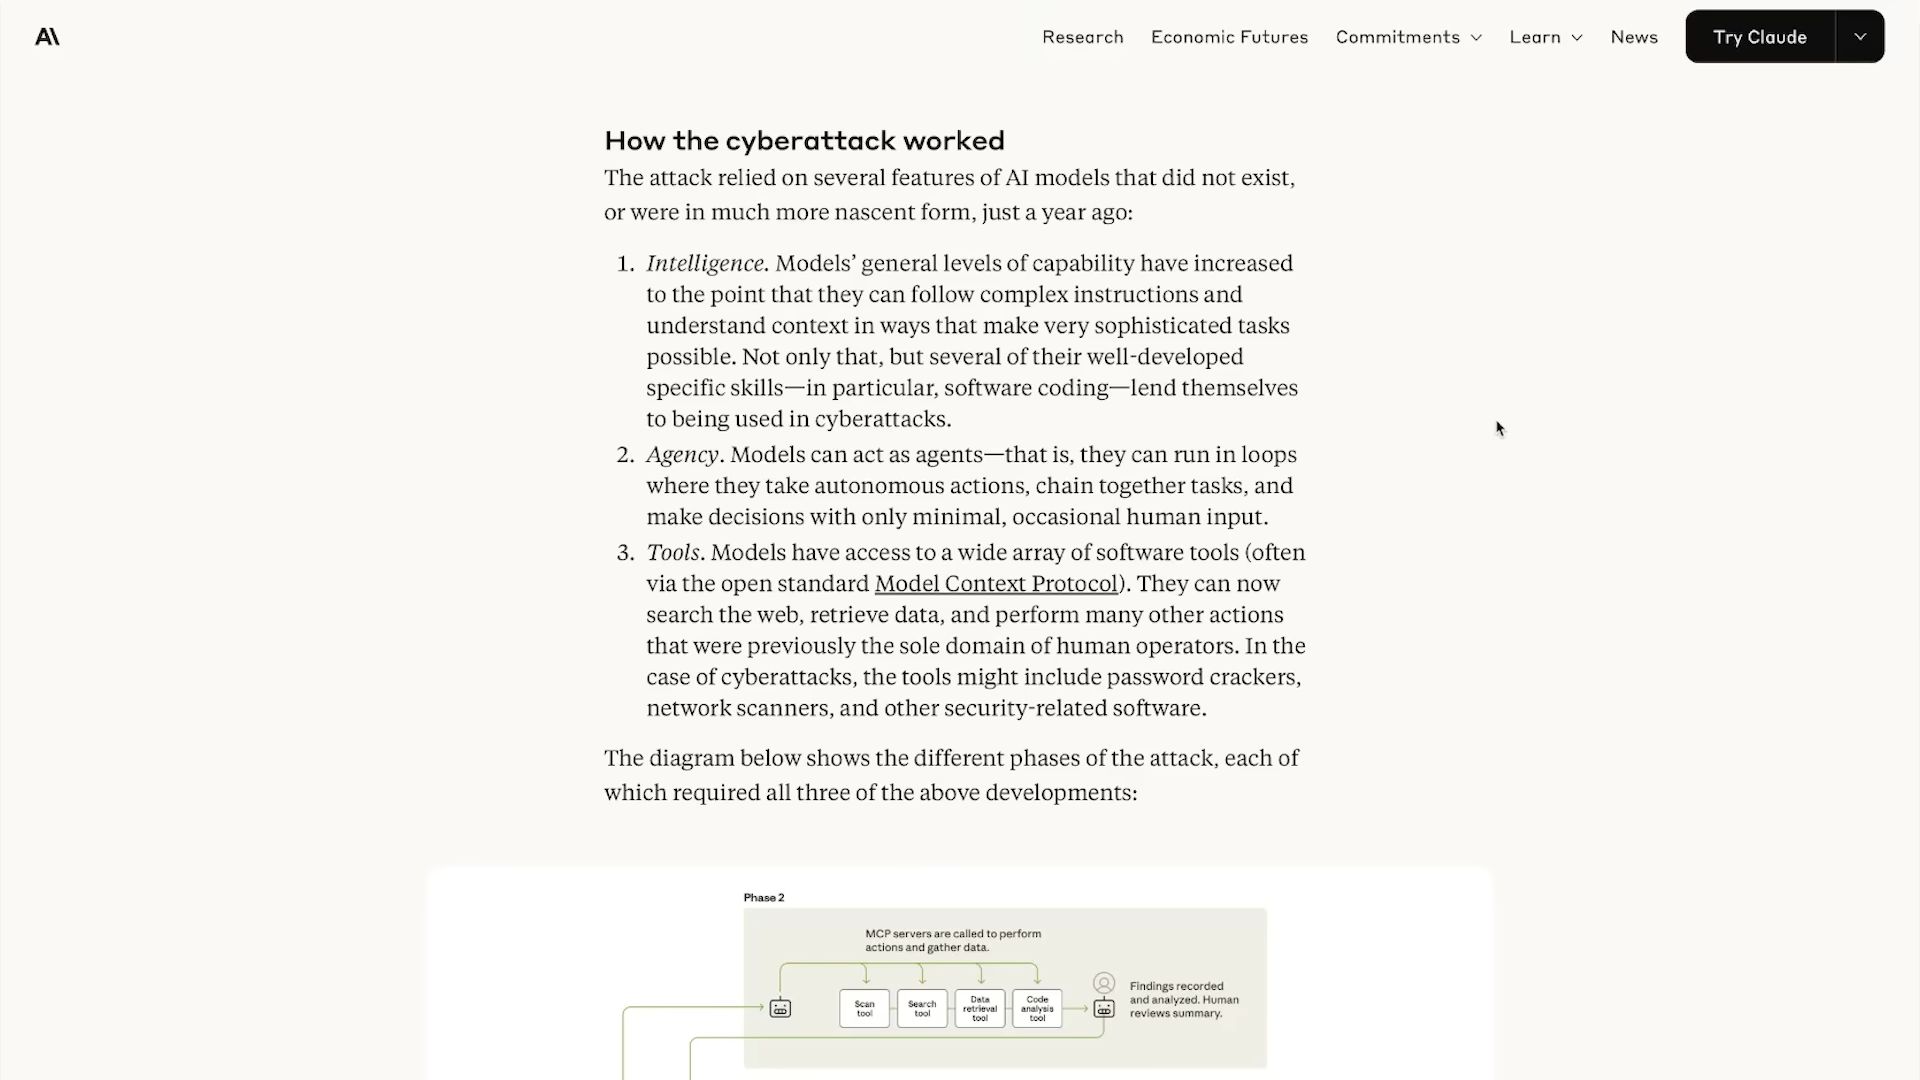 A\
Research
Economic Futures
Commitments
Learn
News
Try Claude
How the cyberattack worked
The attack relied on several features of AI models that did not exist,
or were in much more nascent form, just a year ago:
1. Intelligence. Models’ general levels of capability have increased
to the point that they can follow complex instructions and
understand context in ways that make very sophisticated tasks
possible. Not only that, but several of their well-developed
specific skills—in particular, software coding—lend themselves
to being used in cyberattacks.
2. Agency. Models can act as agents—that is, they can run in loops
where they take autonomous actions, chain together tasks, and
make decisions with only minimal, occasional human input.
3. Tools. Models have access to a wide array of software tools (often
via the open standard Model Context Protocol). They can now
search the web, retrieve data, and perform many other actions
that were previously the sole domain of human operators. In the
case of cyberattacks, the tools might include password crackers,
network scanners, and other security-related software.
The diagram below shows the different phases of the attack, each of
which required all three of the above developments:
Phase 2
MCP servers are called to perform
actions and gather data.
Scan
tool
Search
tool
Data
retrieval
tool
Code
analysis
tool
Findings recorded
and analyzed. Human
reviews summary.